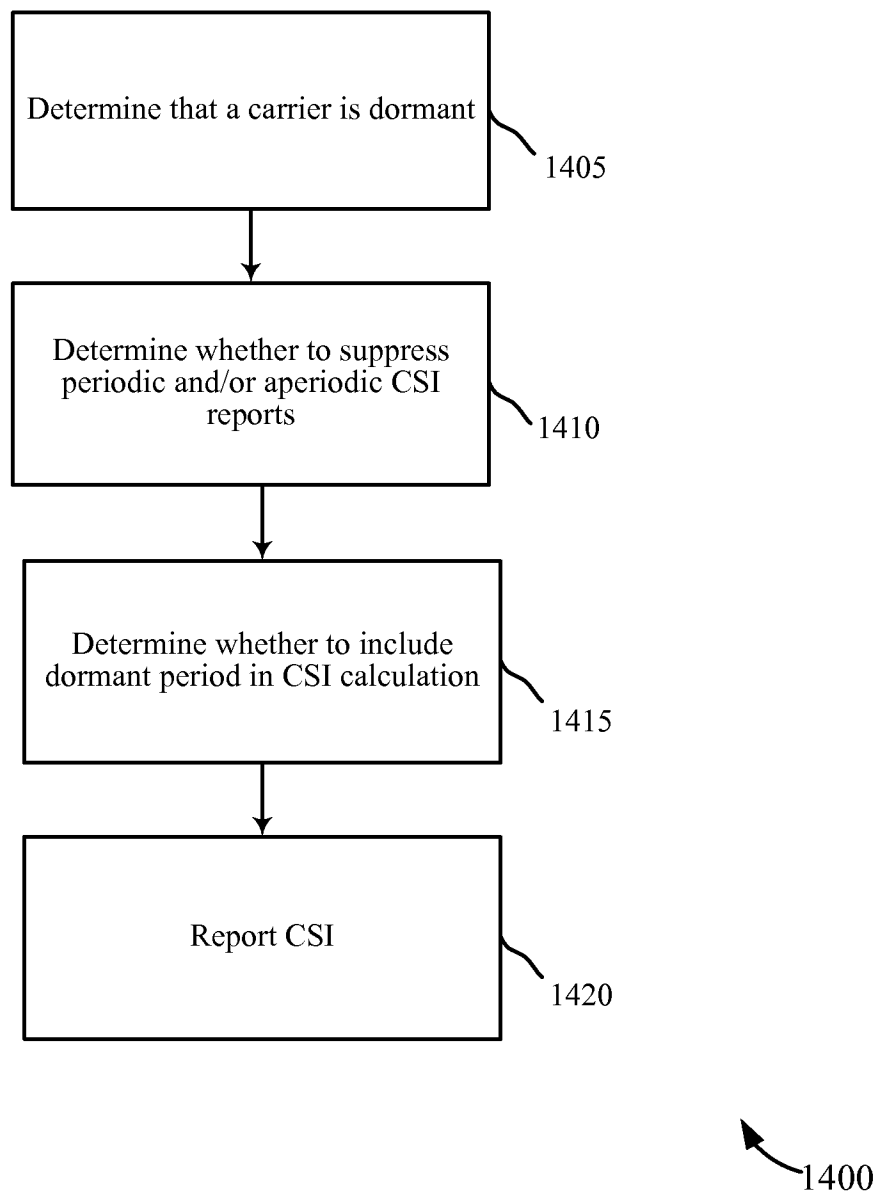 Determine that a carrier is dormant
1405
Determine whether to suppress
periodic and/or aperiodic CSI
reports
1410
Determine whether to include
dormant period in CSI calculation
1415
Report CSI
1420
1400